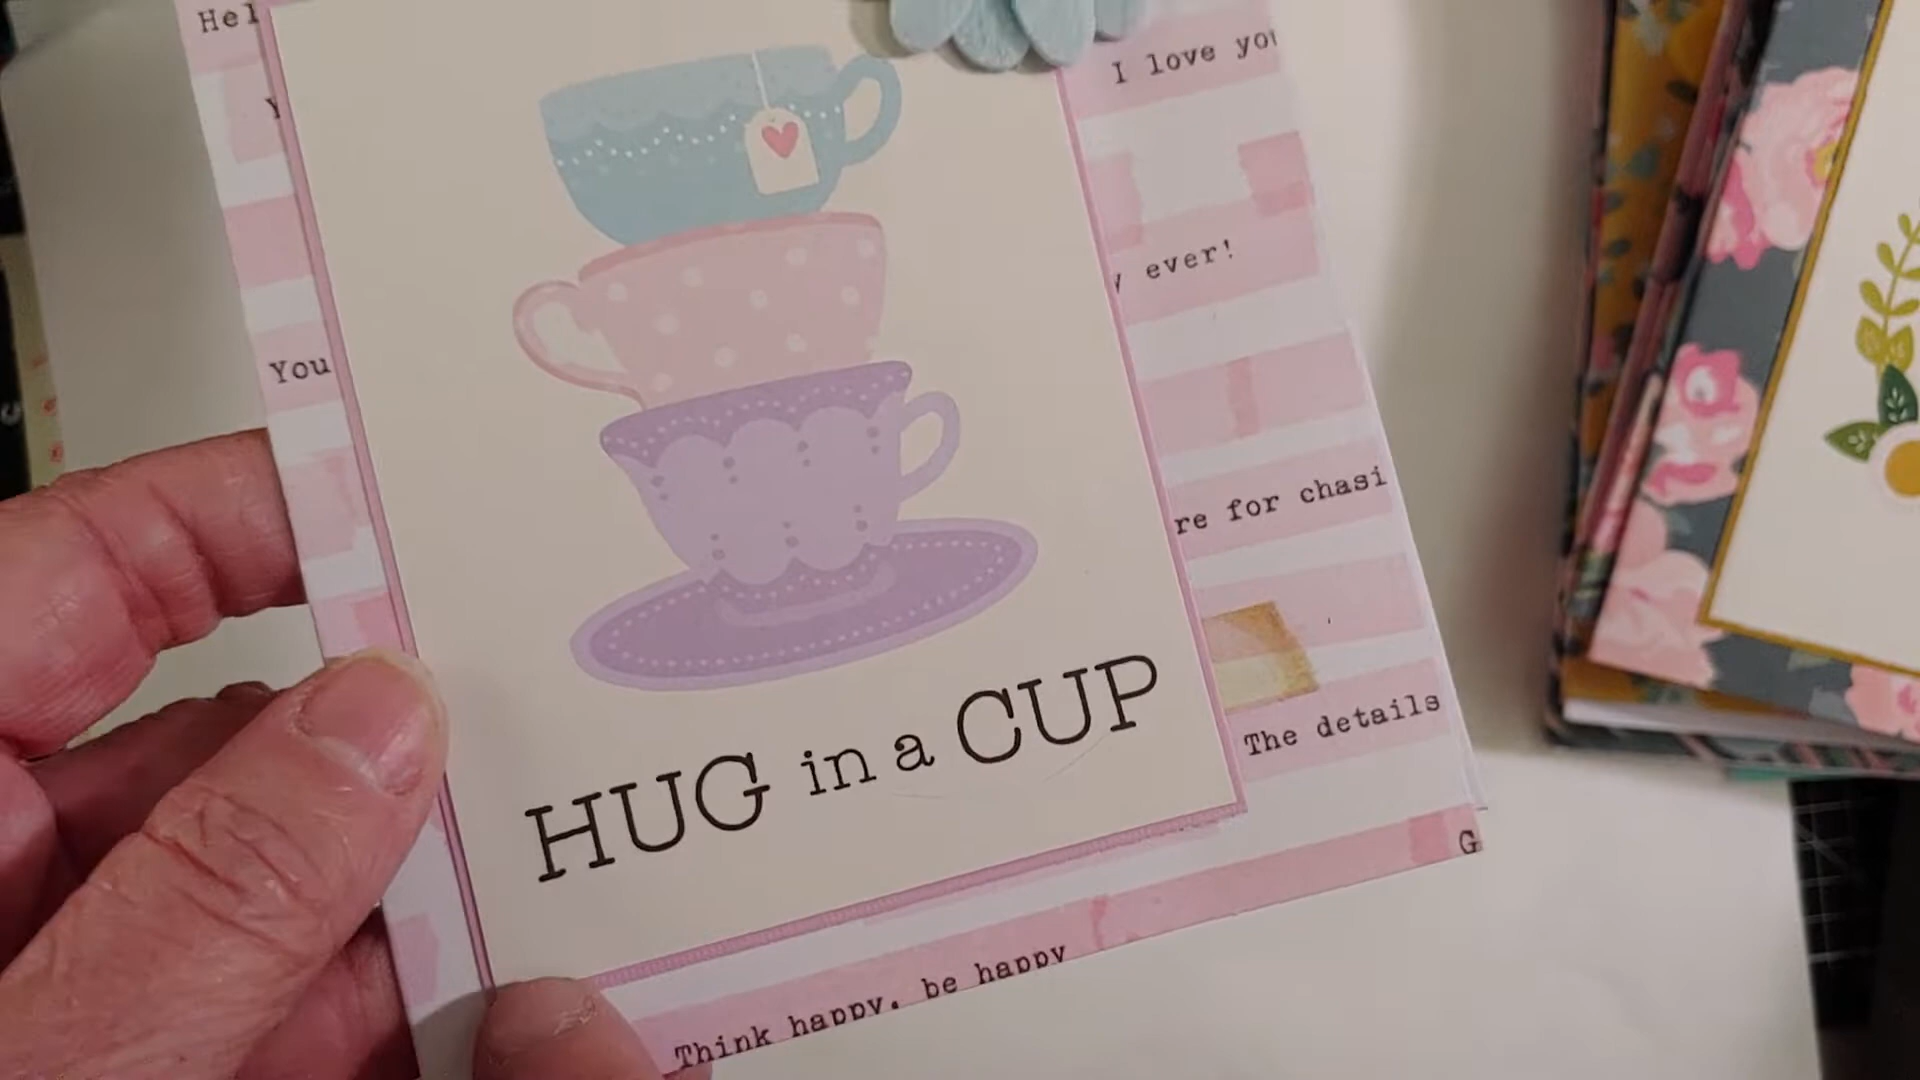 Hel
I love you
Y
y ever!
You
re for chasi
The details
HUG in a CUP
G
Think happy, be happy